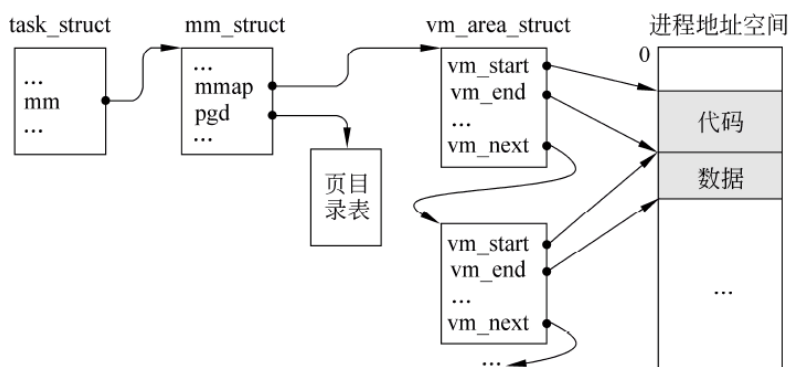 task_struct
...
mm
...
mm_struct
...
mmap
pgd
...
页目
录表
vm_area_struct
vm_start
vm_end
...
vm_next
vm_start
vm_end
...
vm_next
...
进程地址空间
0
代码
数据
...